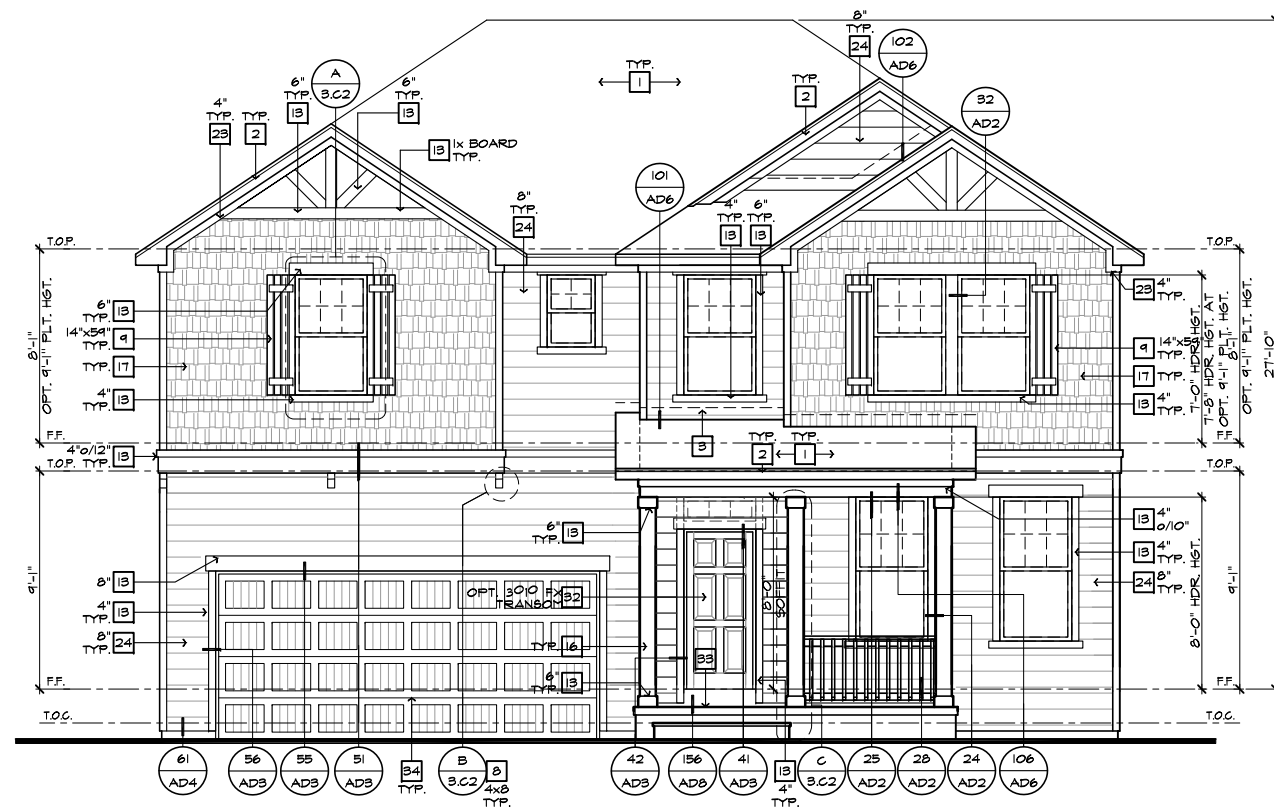 8"
TYP.
24
102
AD6
TYP.
1
A
3.C2
6"
TYP.
13
6"
TYP.
13
TYP.
2
32
AD2
4"
TYP.
23
TYP.
2
13 1x BOARD
TYP.
101
AD6
8"
TYP.
24
4"
TYP.
13
6"
TYP.
13
T.O.P.
T.O.P.
23 4"
TYP.
6"
TYP. 13
14"x59"
TYP. 9
TYP. 17
4"
TYP. 13
8'-1"
OPT. 9'-1" PLT. HGT.
9 14"x59"
TYP.
17 TYP.
13 4"
TYP.
7'-0" HDR. HGT.
7'-8" HDR. HGT. AT
OPT. 9'-1" PLT. HGT.
8'-1"
OPT. 9'-1" PLT. HGT.
27'-10"
F.F.
F.F.
3
TYP.
2
TYP.
1
4" o/12"
TYP. 13
T.O.P.
T.O.P.
6"
TYP. 13
13 4"
o/10"
13 4"
TYP.
24 8"
TYP.
8" 13
4"
TYP. 13
8"
TYP. 24
OPT. 3010 FX
TRANSOM 32
8'-0"
SOFFIT
TYP. 16
33
6"
TYP. 13
9'-1"
8'-0" HDR. HGT.
9'-1"
F.F.
F.F.
T.O.C.
T.O.C.
61
AD4
56
AD3
55
AD3
51
AD3
34
TYP.
B
3.C2
8
4x8
TYP.
42
AD3
156
AD8
41
AD3
13
4"
TYP.
C
3.C2
25
AD2
28
AD2
24
AD2
106
AD6